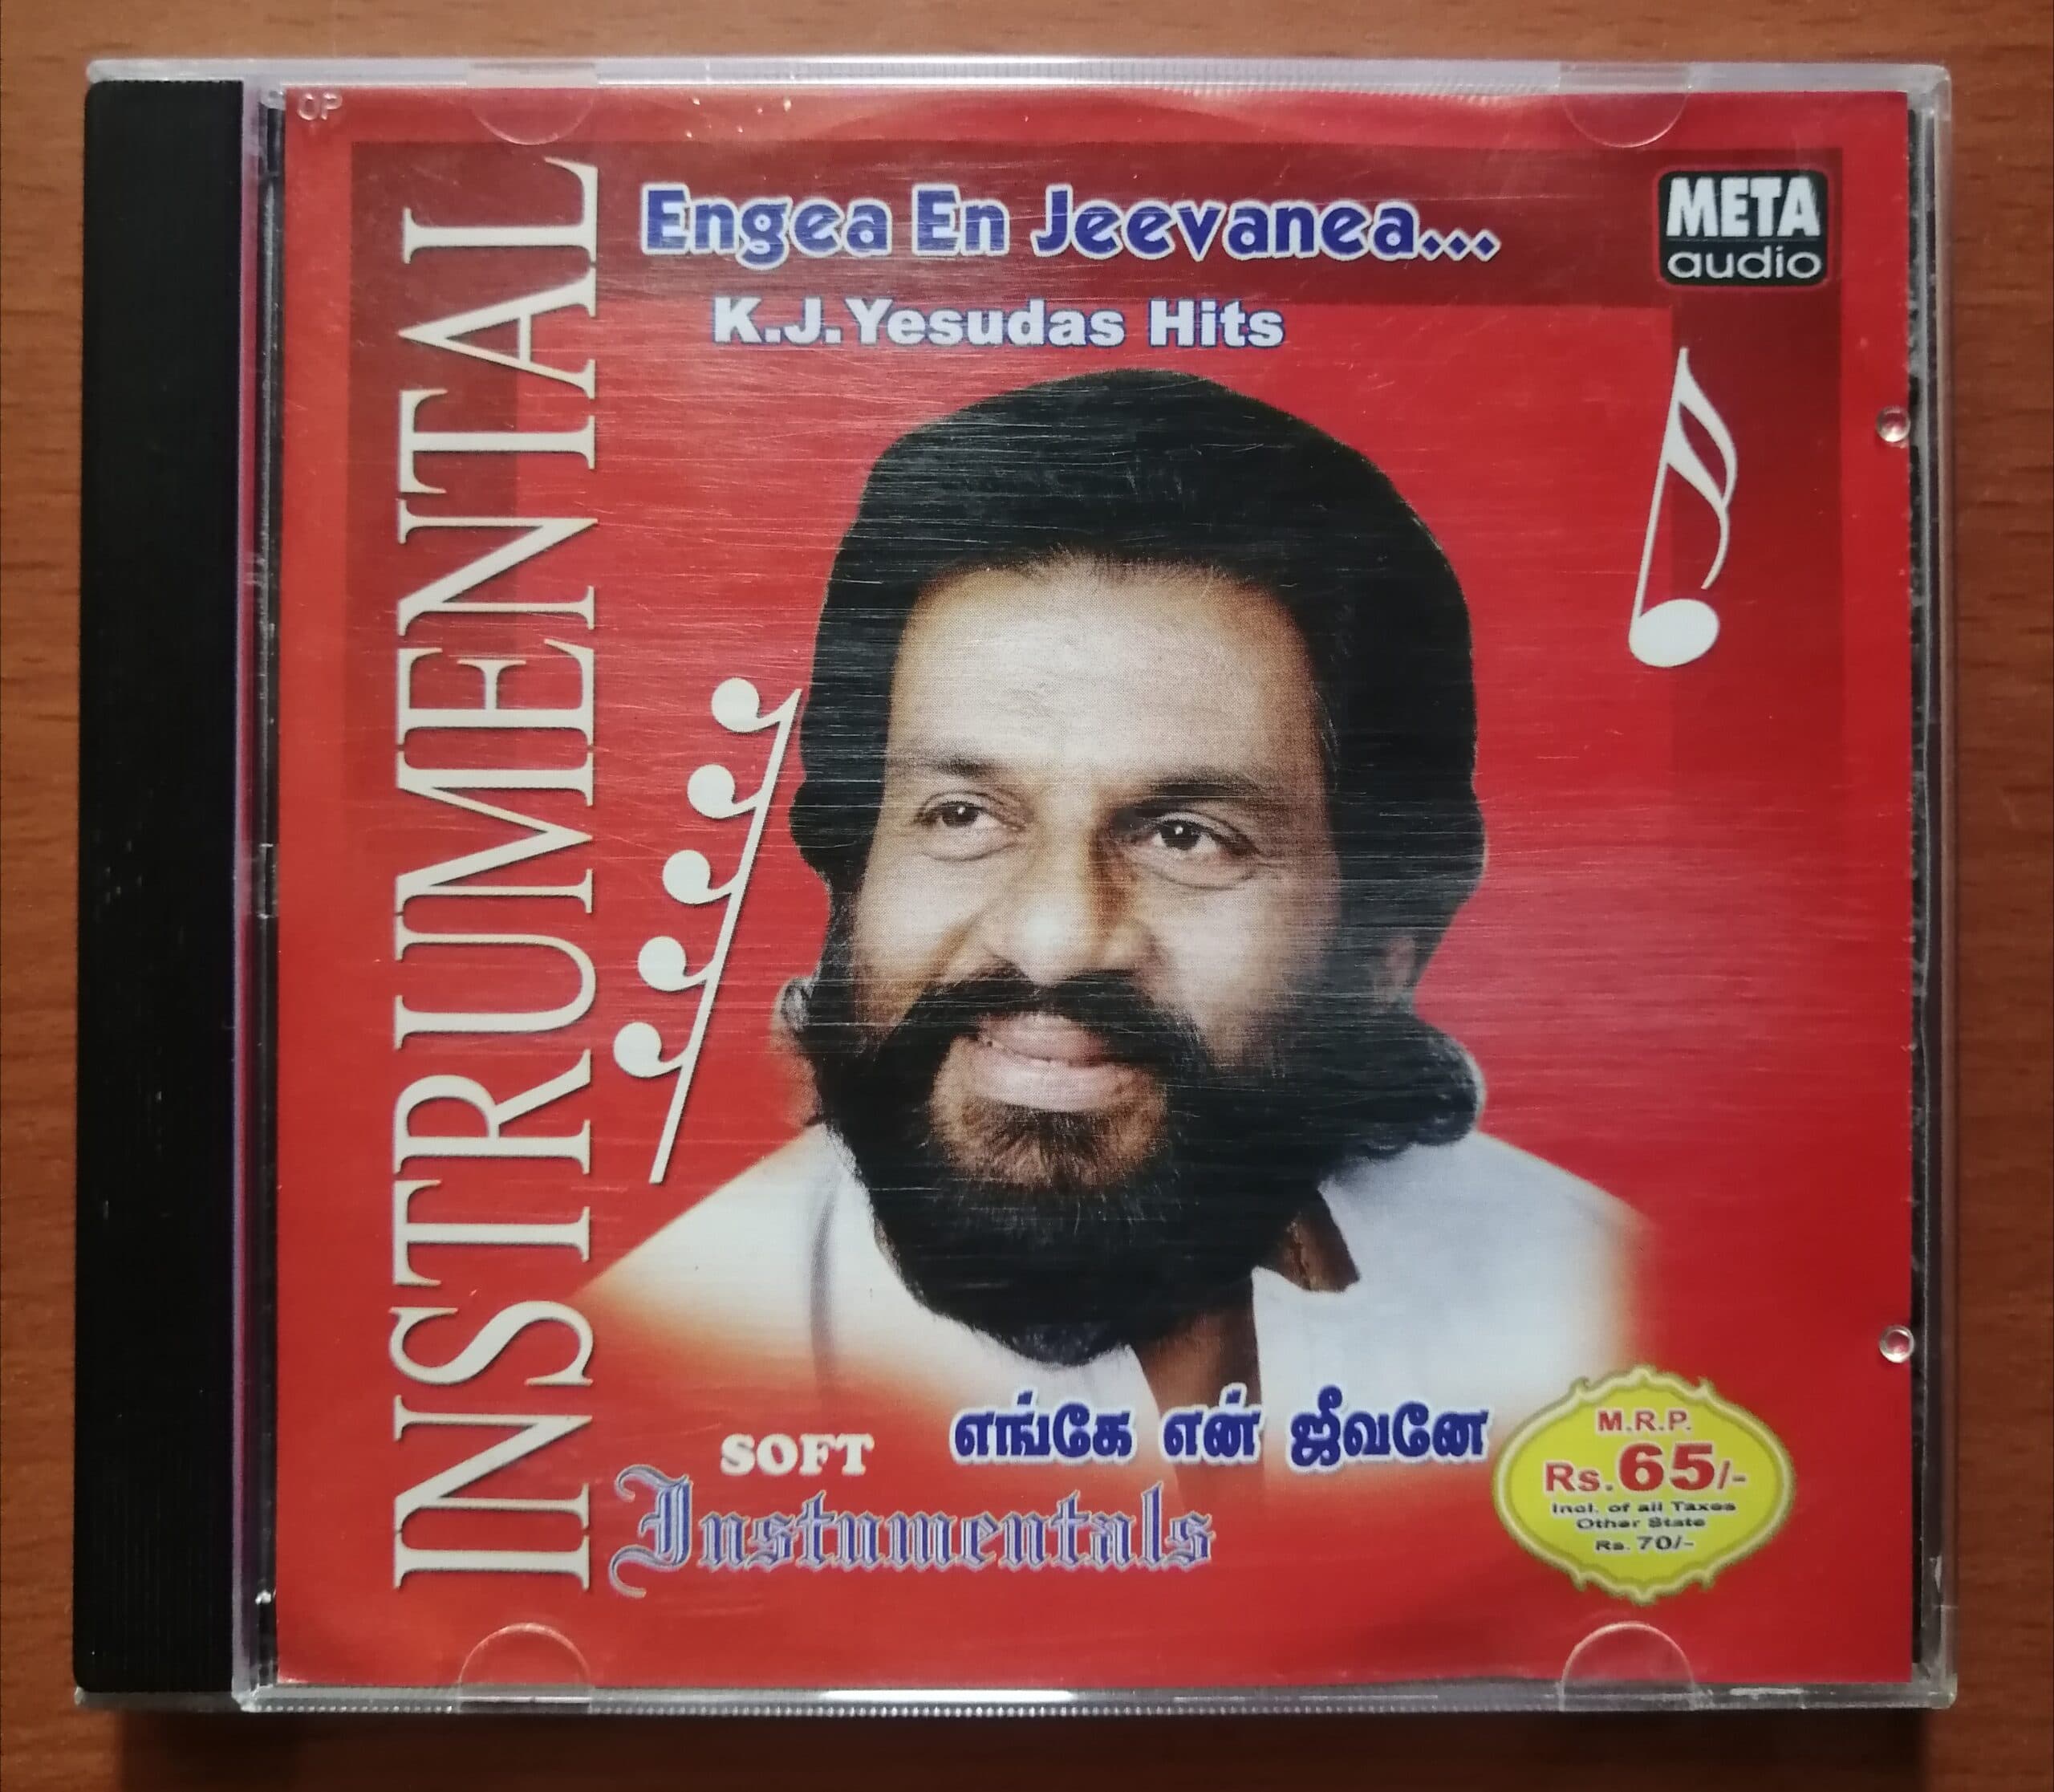 OP
INSTRUMENTAL
Engea En Jeevanea...
K.J.Yesudas Hits
META
audio
எங்கே என் ஜீவனே
SOFT
Instumentals
M.R.P.
Rs.65/-
Incl. of all Taxes
Other State
Rs. 70/-